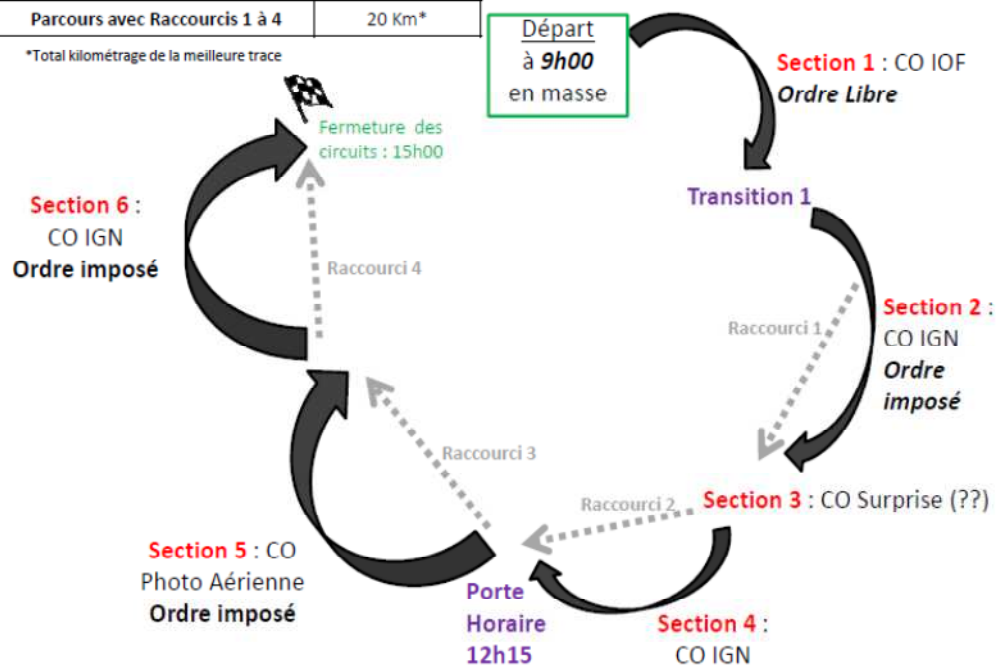 Parcours avec Raccourcis 1 à 4
20 Km*
*Total kilométrage de la meilleure trace
Départ
à 9h00
en masse
Section 1 : CO IOF
Ordre Libre
Fermeture des
circuits : 15h00
Transition 1
Section 6 :
CO IGN
Ordre imposé
Raccourci 4
Raccourci 1
Section 2 :
CO IGN
Ordre
imposé
Raccourci 3
Raccourci 2
Section 3 : CO Surprise (??)
Section 5 : CO
Photo Aérienne
Ordre imposé
Porte
Horaire
12h15
Section 4 :
CO IGN